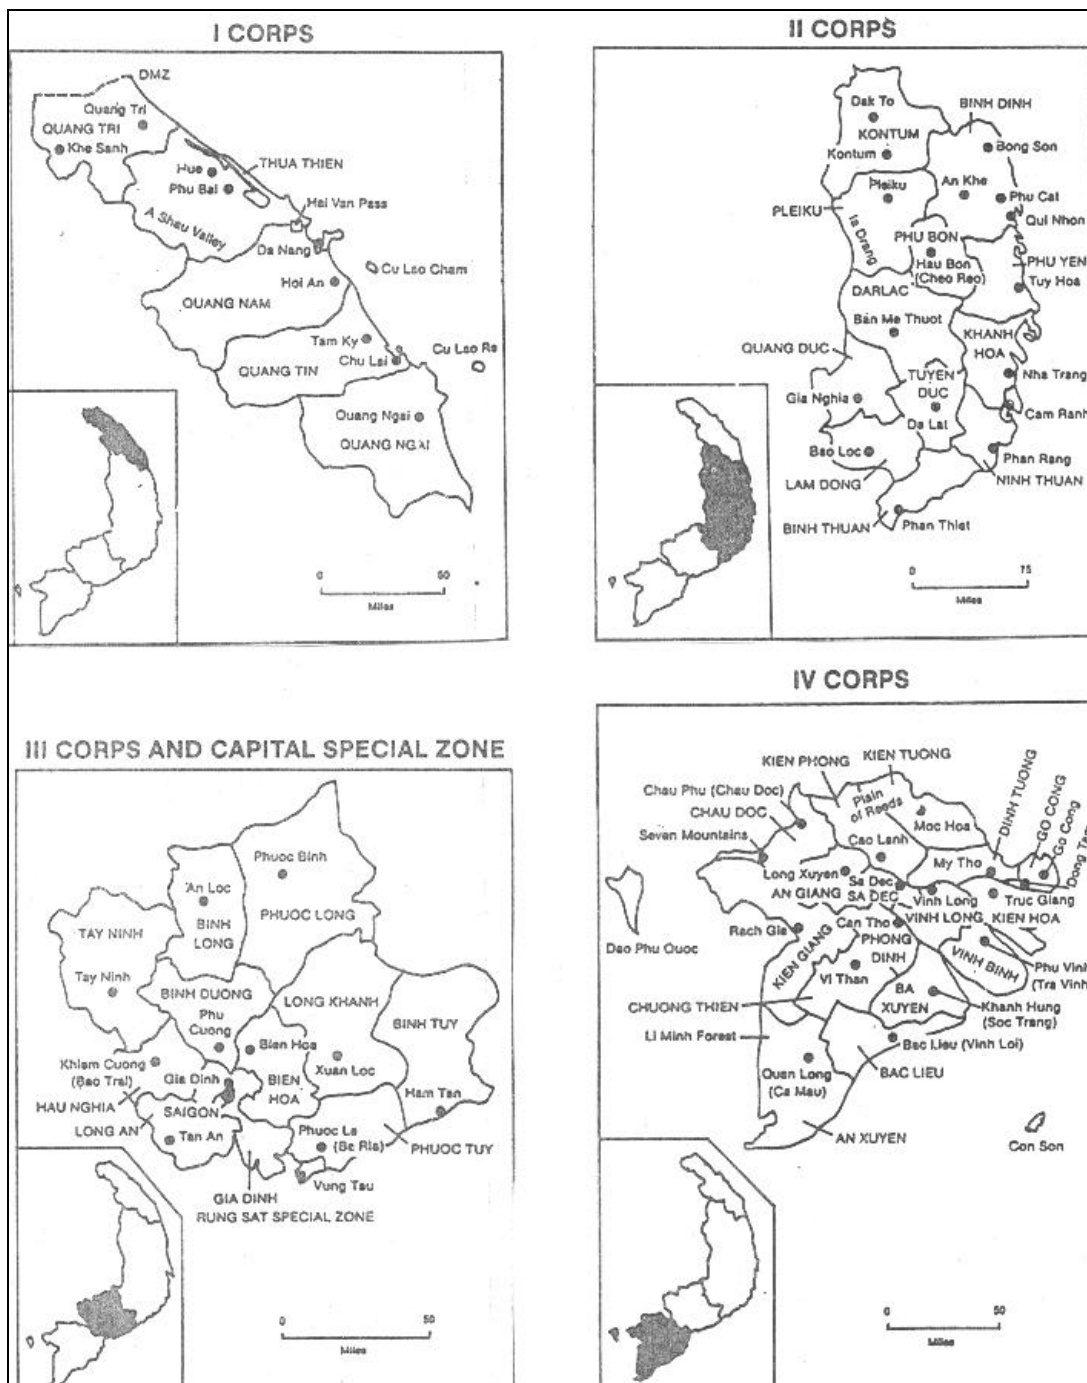 I CORPS
DMZ
Quang Tri
QUANG TRI
Khe Sanh
THUA THIEN
Hue
Phu Bai
Hai Van Pass
A Shau Valley
Da Nang
Cu Lao Cham
Hoi An
QUANG NAM
Tam Ky
Cu Lao Re
Chu Lai
QUANG TIN
Quang Ngai
QUANG NGAI
0
50
Miles
II CORPS
Dak To
BINH DINH
KONTUM
Bong Son
Kontum
Pleiku
An Khe
Phu Cat
PLEIKU
Qui Nhon
Ia Drang
PHU BON
Hau Bon
(Cheo Reo)
PHU YEN
Tuy Hoa
DARLAC
Ban Me Thuot
KHANH
HOA
QUANG DUC
TUYEN
DUC
Nha Trang
Gia Nghia
Cam Ranh
Da Lat
Bao Loc
Phan Rang
LAM DONG
NINH THUAN
BINH THUAN
Phan Thiet
0
75
Miles
III CORPS AND CAPITAL SPECIAL ZONE
Phuoc Binh
An Loc
BINH
LONG
PHUOC LONG
TAY NINH
Tay Ninh
BINH DUONG
LONG KHANH
BINH TUY
Phu
Cuong
Bien Hoa
Khiem Cuong
(Bao Trai)
Gia Dinh
Xuan Loc
BIEN
HOA
HAU NGHIA
SAIGON
Ham Tan
LONG AN
Tan An
Phuoc Le
(Ba Ria)
PHUOC TUY
Vung Tau
GIA DINH
RUNG SAT SPECIAL ZONE
0
50
Miles
IV CORPS
KIEN TUONG
KIEN PHONG
DINH TUONG
GO CONG
Go Cong
Dong Tam
Chau Phu (Chau Doc)
CHAU DOC
Plain
of Reeds
Moc Hoa
Seven Mountains
Cao Lanh
My Tho
Long Xuyen
AN GIANG
Sa Dec
SA DEC
Vinh Long
VINH LONG
Truc Giang
KIEN HOA
Dao Phu Quoc
Rach Gia
Can Tho
PHONG
DINH
KIEN GIANG
VINH BINH
Phu Vinh
(Tra Vinh)
Vi Than
BA
XUYEN
CHUONG THIEN
Khanh Hung
(Soc Trang)
Li Minh Forest
Bac Lieu (Vinh Loi)
Quan Long
(Ca Mau)
BAC LIEU
AN XUYEN
Con Son
0
50
Miles